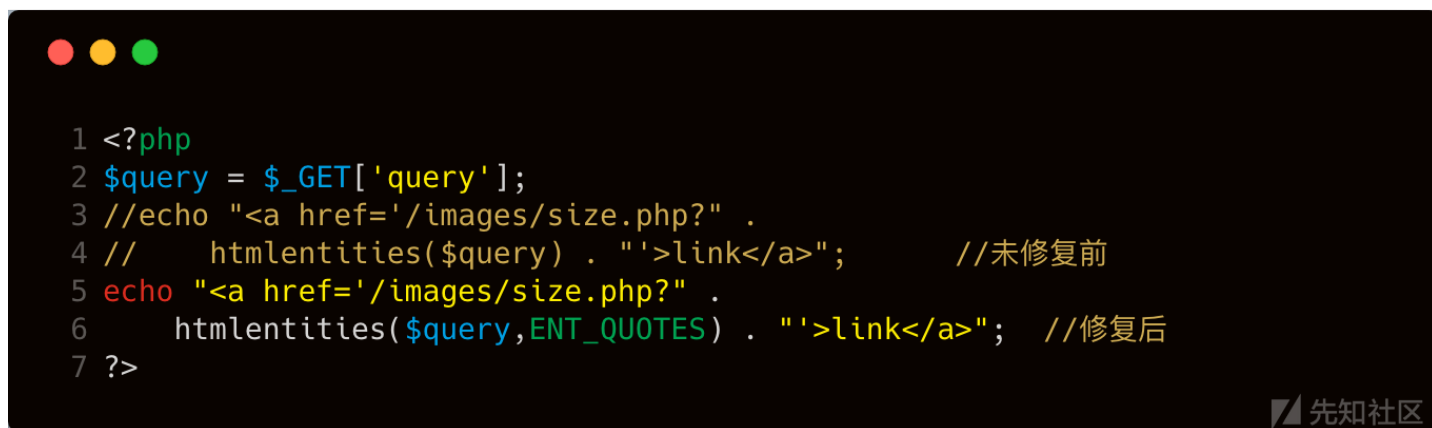 1 <?php
2 $query = $_GET['query'];
3 //echo "<a href='/images/size.php?" .
4 //    htmlentities($query) . "'>link</a>";      //未修复前
5 echo "<a href='/images/size.php?" .
6     htmlentities($query,ENT_QUOTES) . "'>link</a>";  //修复后
7 ?>
先知社区